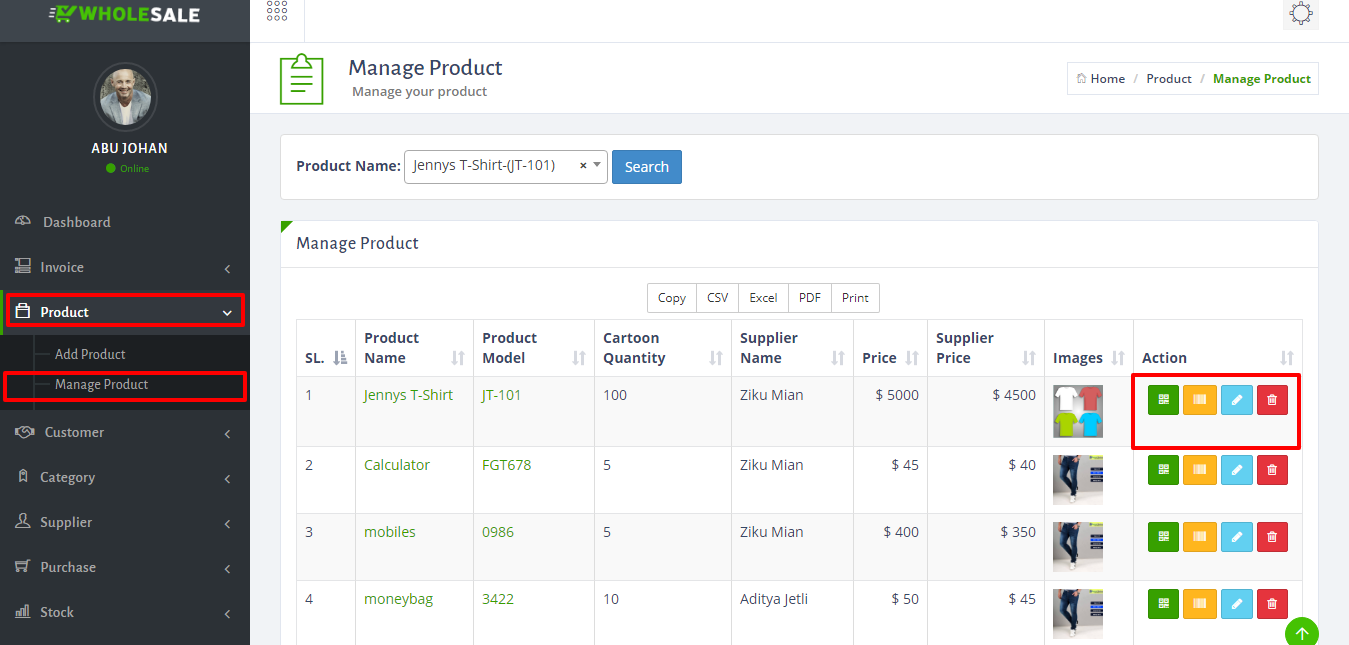 WHOLESALE
ABU JOHAN
Online
Dashboard
Invoice
Product
Add Product
Manage Product
Customer
Category
Supplier
Purchase
Stock
Manage Product
Manage your product
Home / Product / Manage Product
Product Name: Jennys T-Shirt-(JT-101) × Search
Manage Product
Copy CSV Excel PDF Print
SL. Product Name Product Model Cartoon Quantity Supplier Name Price Supplier Price Images Action
1 Jennys T-Shirt JT-101 100 Ziku Mian $ 5000 $ 4500
2 Calculator FGT678 5 Ziku Mian $ 45 $ 40
3 mobiles 0986 5 Ziku Mian $ 400 $ 350
4 moneybag 3422 10 Aditya Jetli $ 50 $ 45